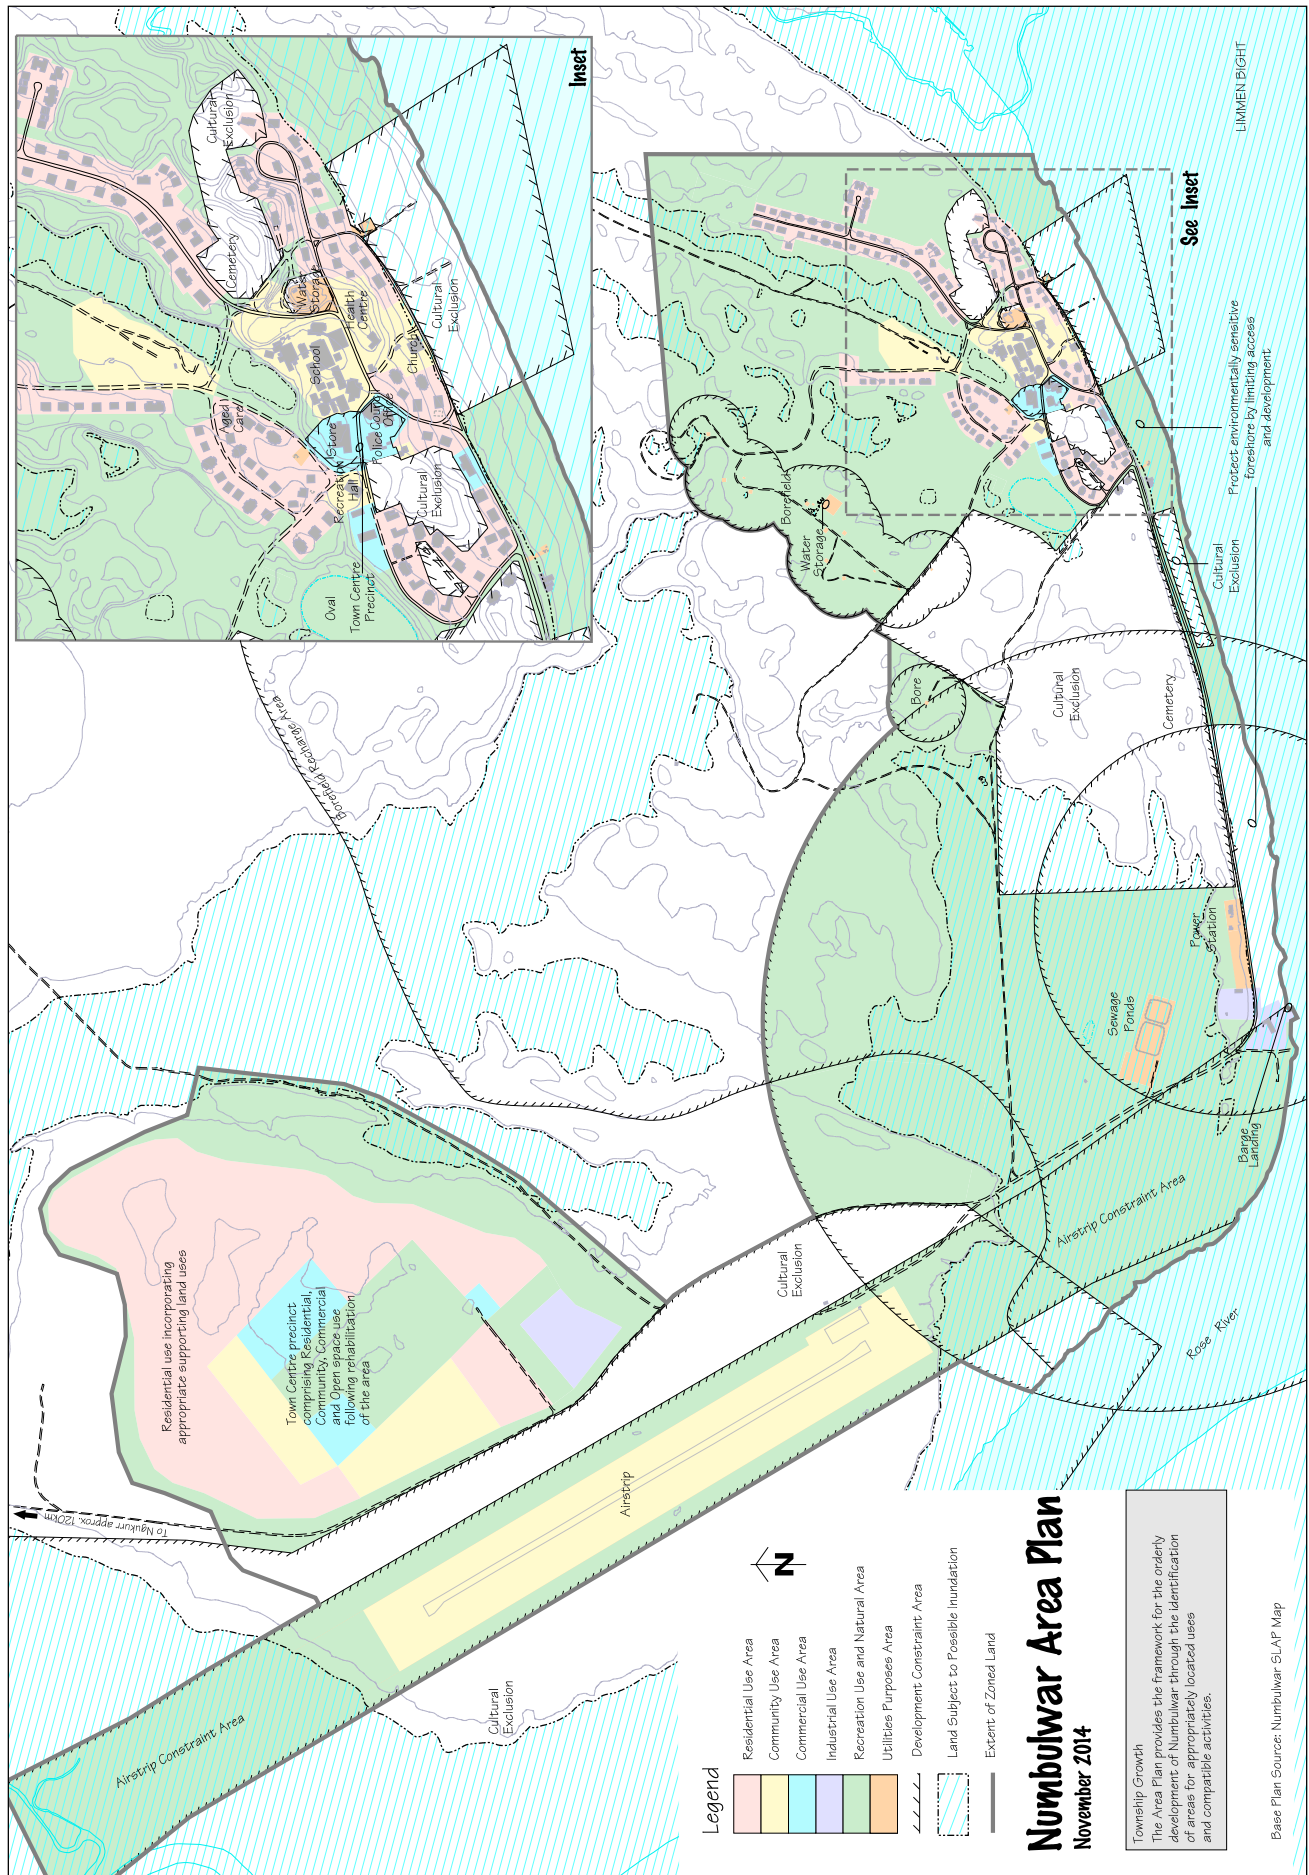 Numbulwar Area Plan
November 2014
Township Growth
The Area Plan provides the framework for the orderly
development of Numbulwar through the identification
of areas for appropriately located uses
and compatible activities.
Base Plan Source: Numbulwar SLAP Map
Legend
Residential Use Area
Community Use Area
Commercial Use Area
Industrial Use Area
Recreation Use and Natural Area
Utilities Purposes Area
Development Constraint Area
Land Subject to Possible Inundation
Extent of Zoned Land
N
Airstrip Constraint Area
Cultural
Exclusion
To Ngukurr approx. 120km
Airstrip
Residential use incorporating
appropriate supporting land uses
Town Centre precinct
comprising Residential,
Community, Commercial
and Open space use
following rehabilitation
of the area
Cultural
Exclusion
Rose River
Airstrip Constraint Area
Barge
Landing
Sewage
Ponds
Power
Station
Borefield Recharge Area
Bore
Cultural
Exclusion
Cemetery
Water
Storage
Borefields
Cultural
Exclusion
Protect environmentally sensitive
foreshore by limiting access
and development
See Inset
LIMMEN BIGHT
Inset
Oval
Town Centre
Precinct
Recreation
Hall
Store
Police
Council
Office
Cultural
Exclusion
Aged
Care
School
Church
Health
Centre
Water
Storage
Cemetery
Cultural
Exclusion
Cultural
Exclusion